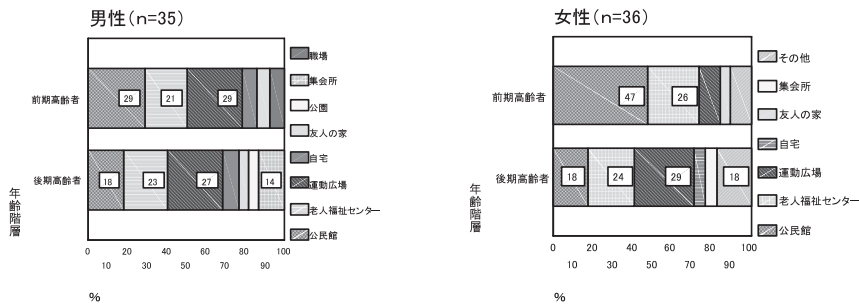 男性(n=35)
前期高齢者
29
21
29
後期高齢者
18
23
27
14
年齢階層
0 20 40 60 80 100
10 30 50 70 90
%
職場
集会所
公園
友人の家
自宅
運動広場
老人福祉センター
公民館
女性(n=36)
前期高齢者
47
26
後期高齢者
18
24
29
18
年齢階層
0 20 40 60 80 100
10 30 50 70 90
%
その他
集会所
友人の家
自宅
運動広場
老人福祉センター
公民館